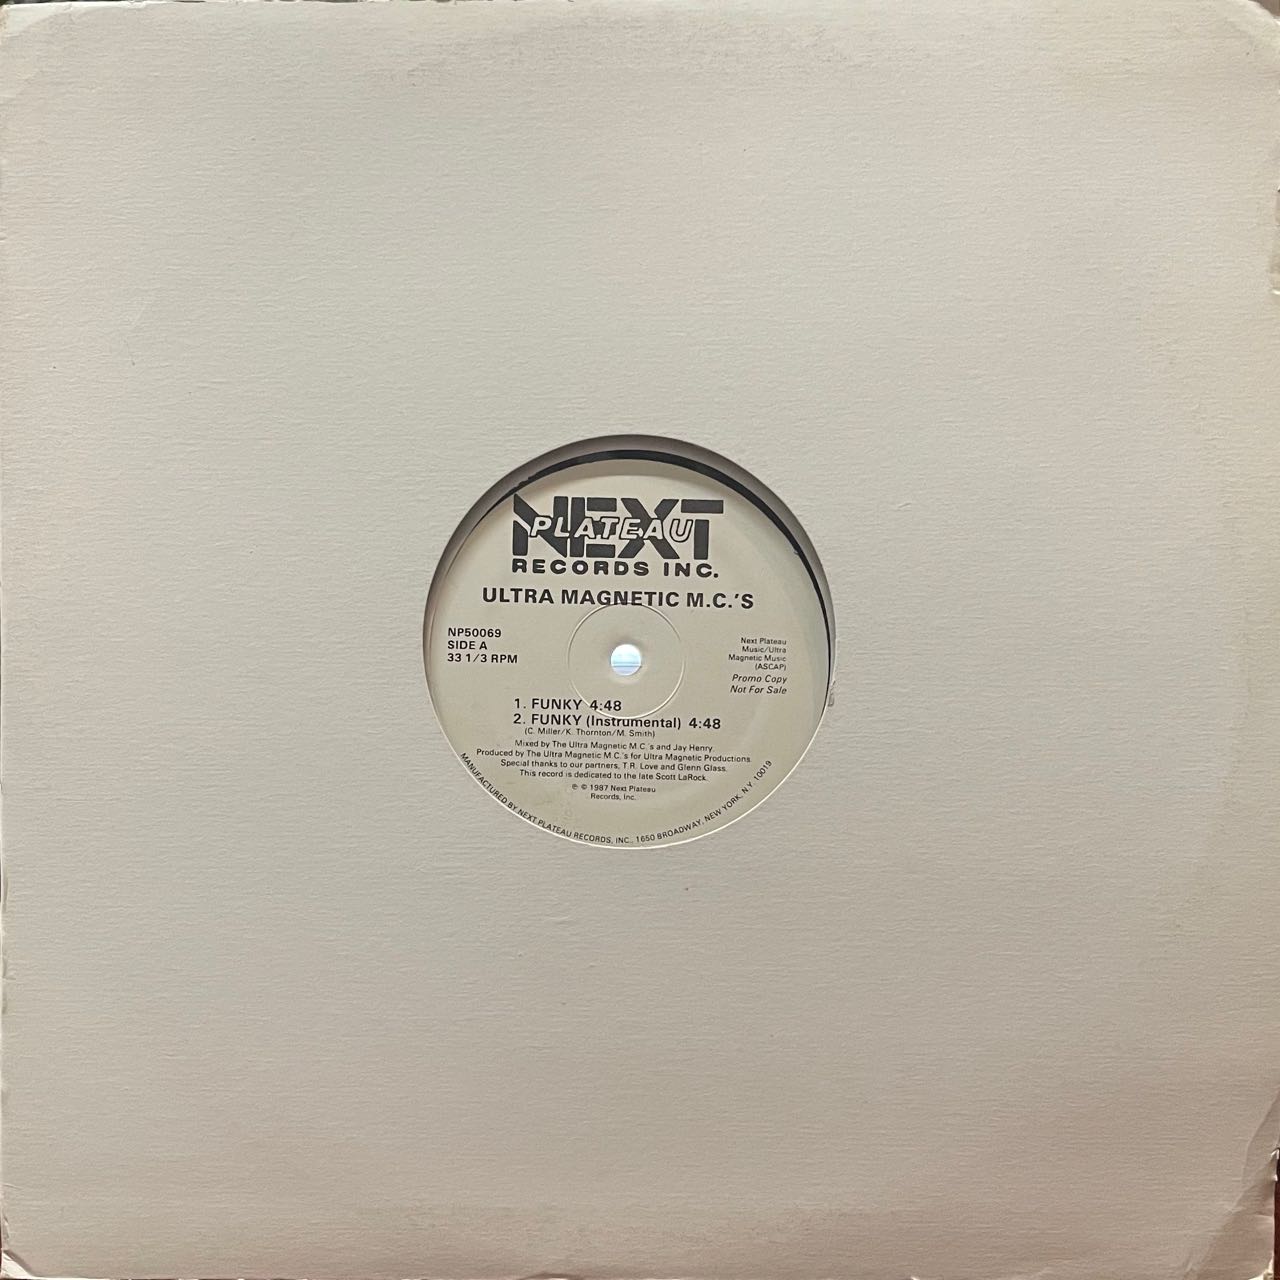 NEXT
PLATEAU
RECORDS INC.
ULTRA MAGNETIC M.C.'S
NP50069
SIDE A
33 1/3 RPM
Next Plateau
Music/Ultra
Magnetic Music
(ASCAP)
Promo Copy
Not For Sale
1. FUNKY 4:48
2. FUNKY (Instrumental) 4:48
(C. Miller/K. Thornton/M. Smith)
Mixed by The Ultra Magnetic M.C.'s and Jay Henry.
Produced by The Ultra Magnetic M.C.'s for Ultra Magnetic Productions.
Special thanks to our partners, T.R. Love and Glenn Glass.
This record is dedicated to the late Scott LaRock.
℗ © 1987 Next Plateau
Records, Inc.
MANUFACTURED BY NEXT PLATEAU RECORDS, INC., 1650 BROADWAY, NEW YORK, N.Y. 10019